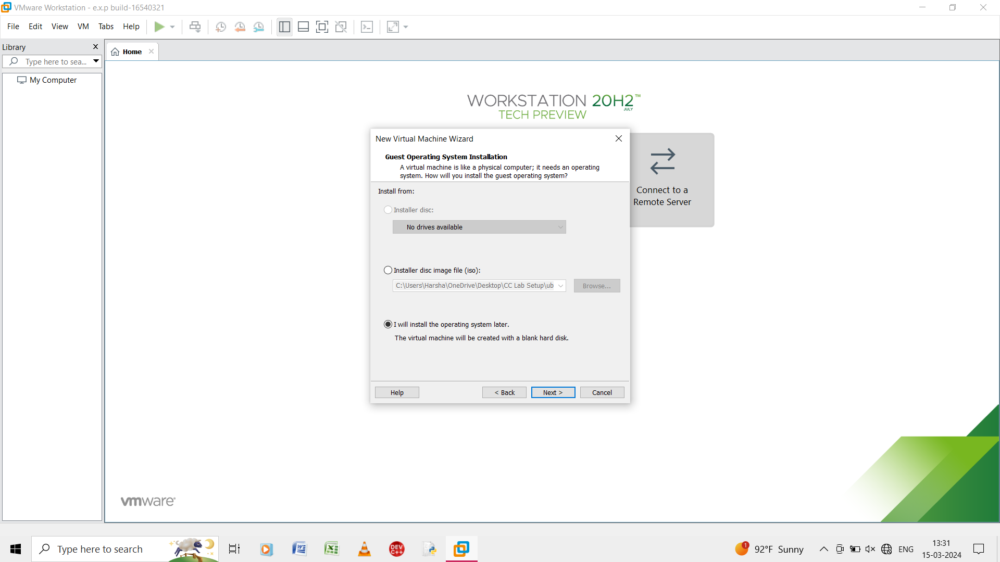 VMware Workstation - e.x.p build-16540321
File Edit View VM Tabs Help
Library
Type here to sea...
Home
My Computer
WORKSTATION 20H2™
JULY
TECH PREVIEW
New Virtual Machine Wizard
Guest Operating System Installation
A virtual machine is like a physical computer; it needs an operating
system. How will you install the guest operating system?
Install from:
Installer disc:
No drives available
Installer disc image file (iso):
C:\Users\Harsha\OneDrive\Desktop\CC Lab Setup\ub
Browse...
I will install the operating system later.
The virtual machine will be created with a blank hard disk.
Help < Back Next > Cancel
Connect to a
Remote Server
vmware
Type here to search
DEV
C++
1
92°F Sunny
ENG
13:31
15-03-2024